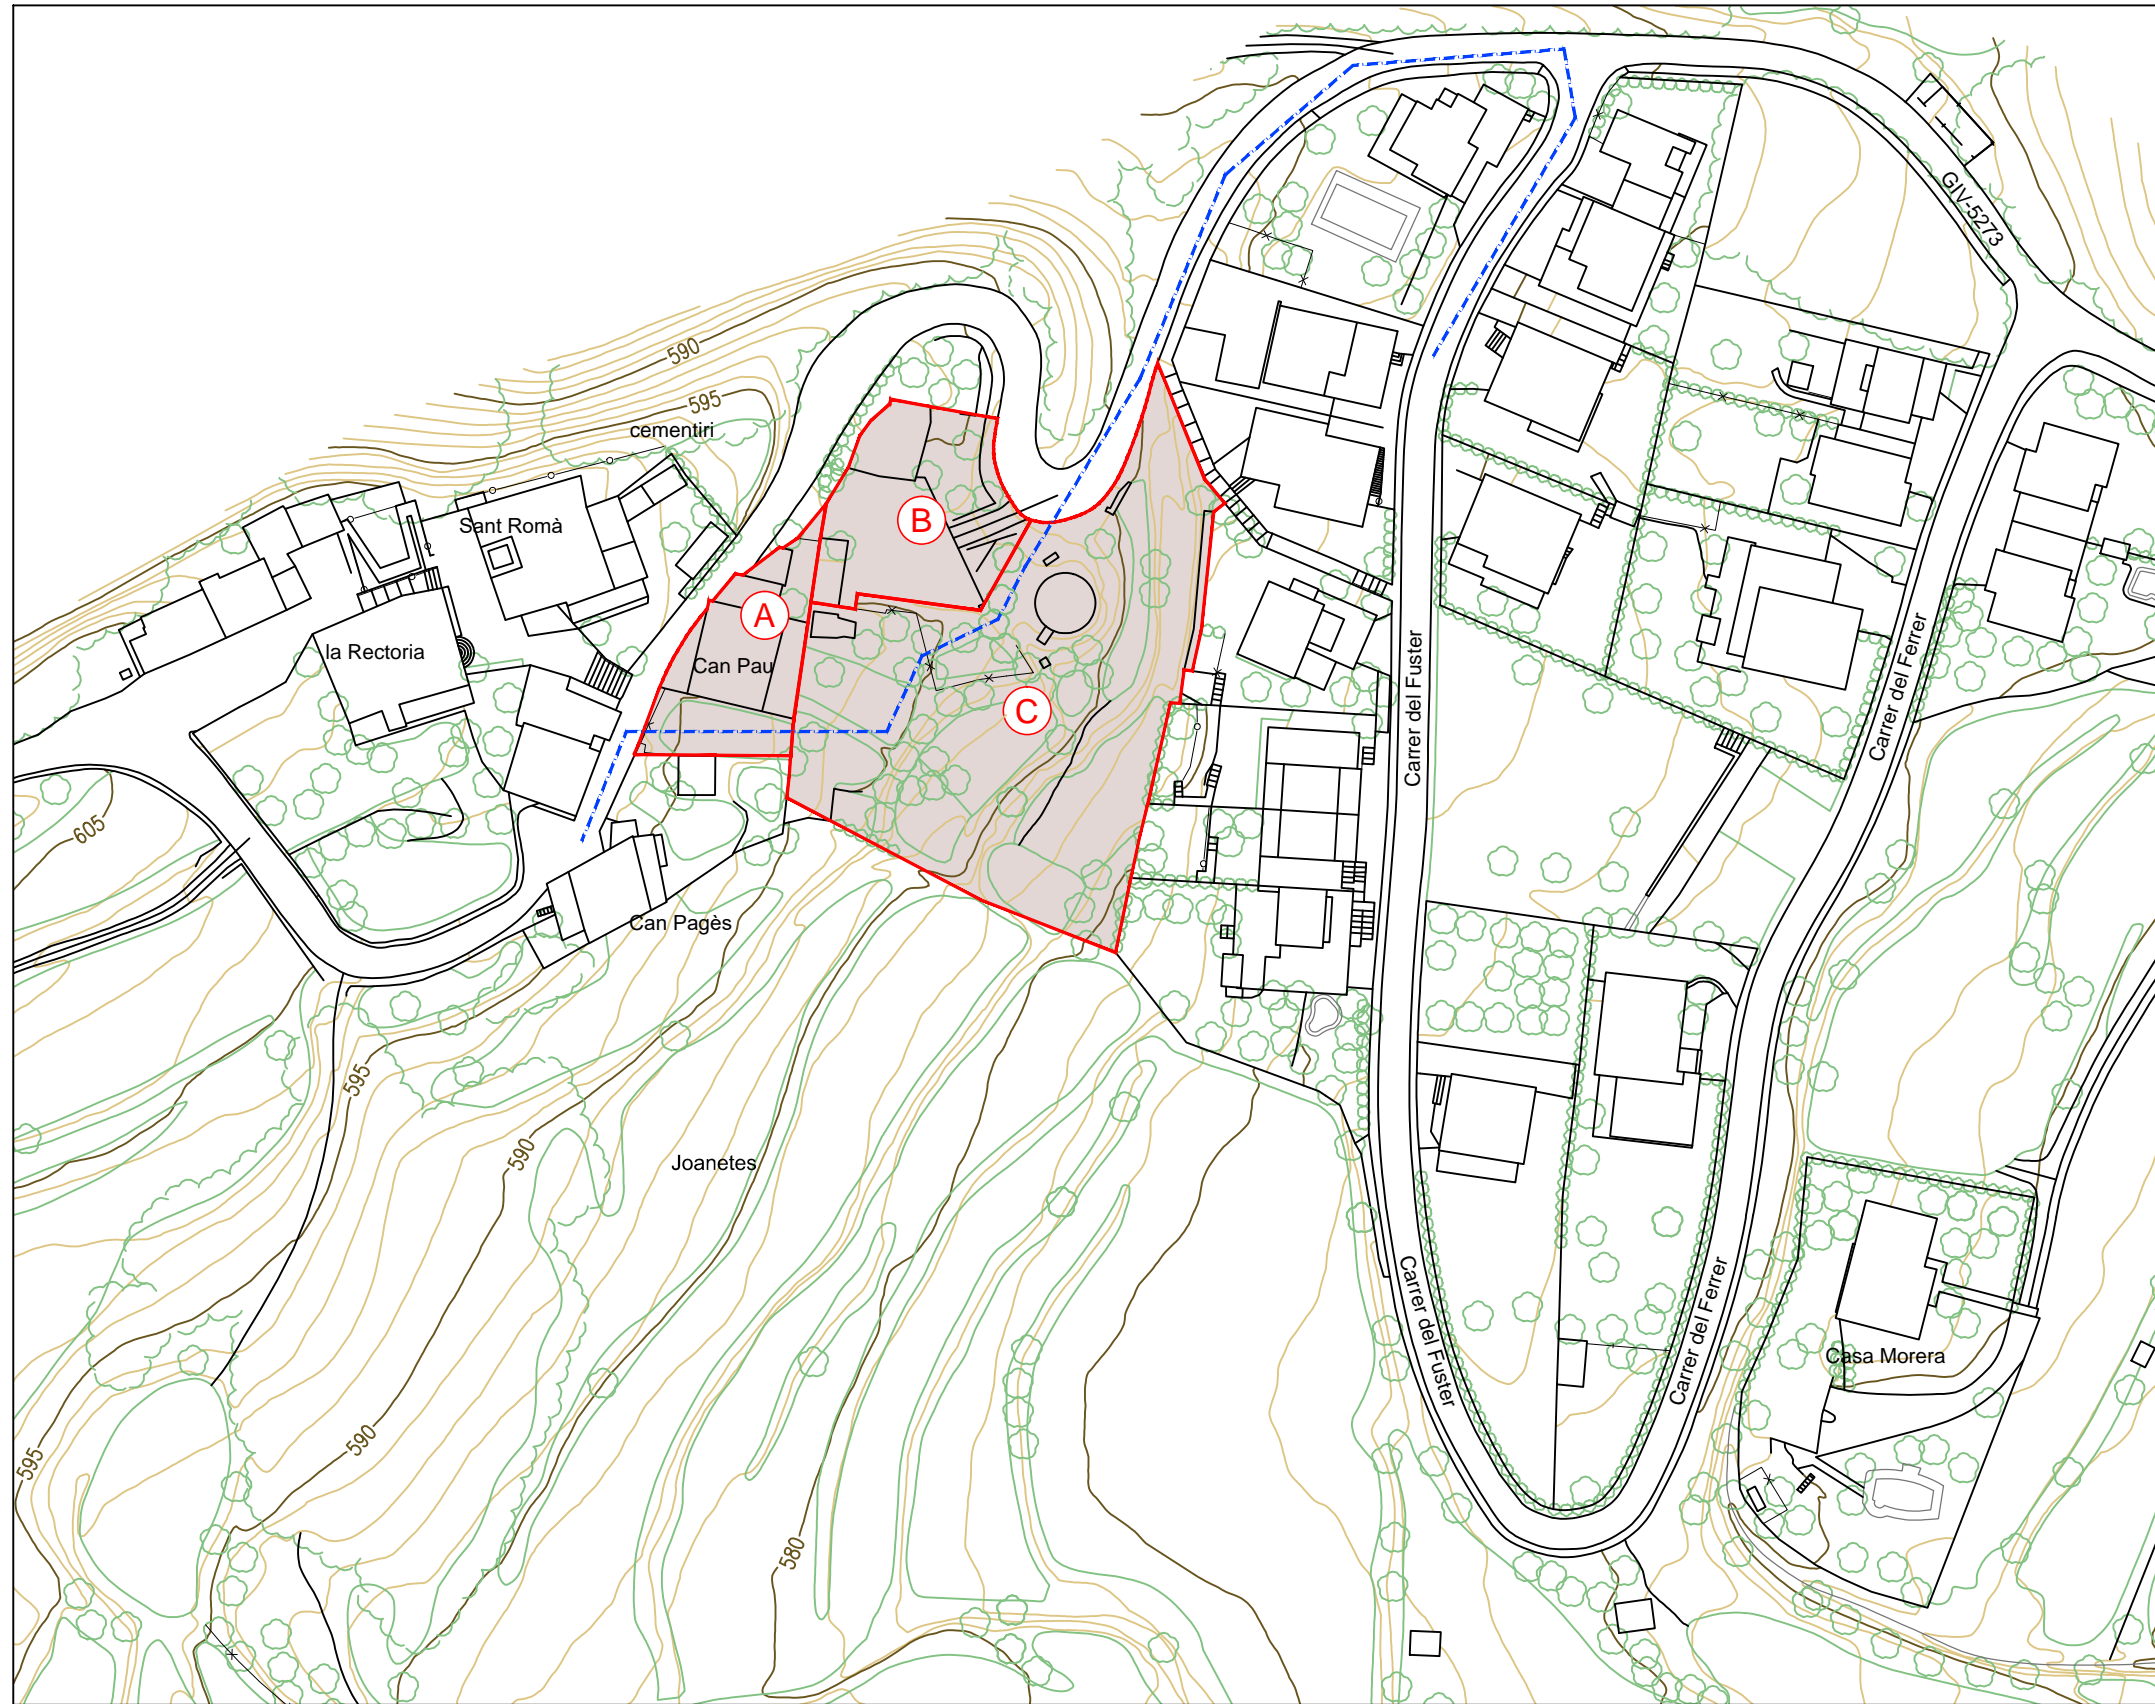 GIV-5273
590
595
cementiri
Sant Romà
B
A
la Rectoria
Can Pau
C
Carrer del Fuster
Carrer del Ferrer
605
Can Pagès
595
590
Joanetes
Carrer del Fuster
Carrer del Ferrer
Casa Morera
590
595
580